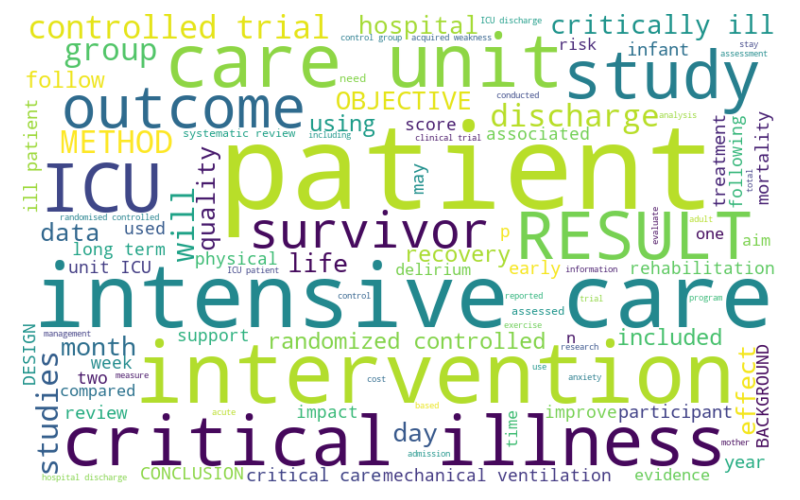 controlled trial
hospital
ICU discharge
critically ill
control group
acquired weakness
group
care unit
risk
infant
stay
assessment
follow
need
study
outcome
OBJECTIVE
discharge
conducted
analysis
METHOD
using
score
associated
systematic review
including
clinical trial
ill patient
ICU
quality
patient
may
treatment
following
mortality
randomised controlled
will
survivor
RESULT
total
adult
evaluate
data
used
one
aim
long term
physical
life
recovery
p
unit ICU
ICU patient
delirium
early
information
rehabilitation
intensive care
control
reported
trial
program
assessed
support
exercise
n
management
month
randomized controlled
included
research
DESIGN
week
two
measure
intervention
compared
cost
anxiety
use
studies
review
acute
impact
based
improve
participant
effect
BACKGROUND
critical illness
day
time
mother
admission
year
hospital discharge
CONCLUSION
critical care
mechanical ventilation
evidence